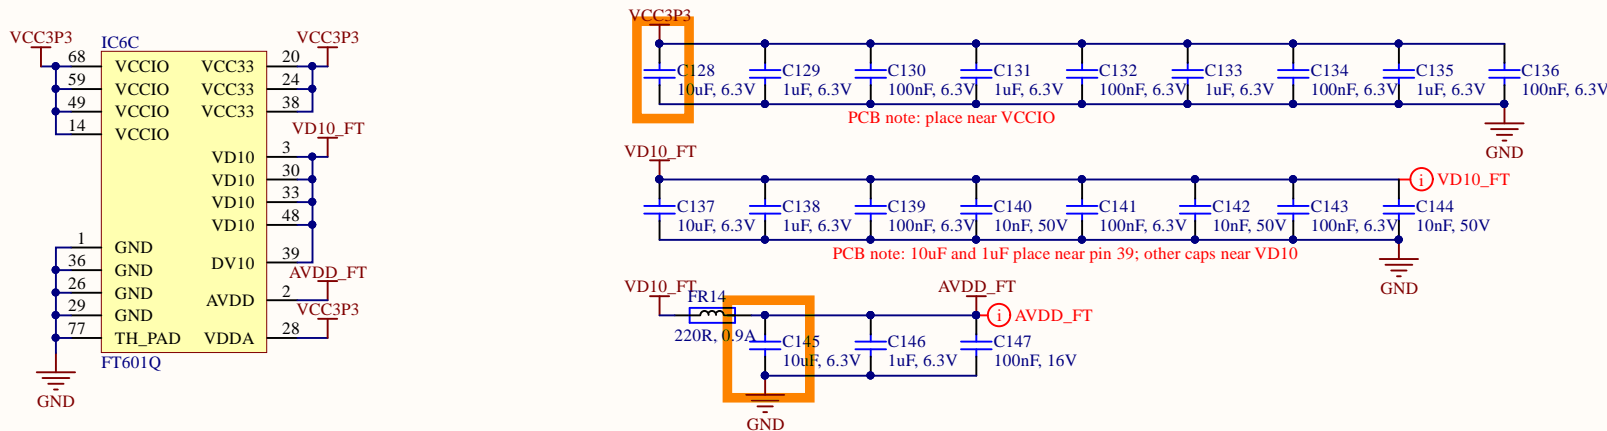 VCC3P3
IC6C
VCC3P3
68 VCCIO VCC33 20
59 VCCIO VCC33 24
49 VCCIO VCC33 38
14 VCCIO
VD10_FT
VD10 3
VD10 30
VD10 33
VD10 48
1 GND
36 GND DV10 39
AVDD_FT
26 GND
29 GND AVDD 2
VCC3P3
77 TH_PAD VDDA 28
FT601Q
GND
VCC3P3
C128 C129 C130 C131 C132 C133 C134 C135 C136
10uF, 6.3V 1uF, 6.3V 100nF, 6.3V 1uF, 6.3V 100nF, 6.3V 1uF, 6.3V 100nF, 6.3V 1uF, 6.3V 100nF, 6.3V
PCB note: place near VCCIO
GND
VD10_FT
i VD10_FT
C137 C138 C139 C140 C141 C142 C143 C144
10uF, 6.3V 1uF, 6.3V 100nF, 6.3V 10nF, 50V 100nF, 6.3V 10nF, 50V 100nF, 6.3V 10nF, 50V
PCB note: 10uF and 1uF place near pin 39; other caps near VD10
GND
VD10_FT
FR14
AVDD_FT
i AVDD_FT
220R, 0.9A
C145 C146 C147
10uF, 6.3V 1uF, 6.3V 100nF, 16V
GND